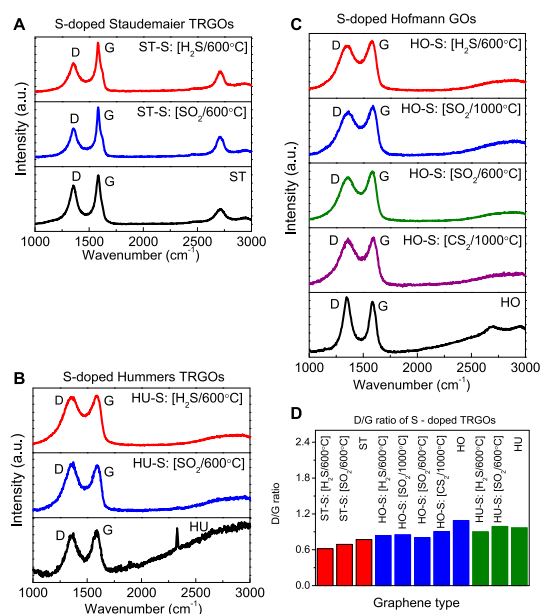 A
S-doped Staudemaier TRGOs
D
G
ST-S: [H2S/600°C]
D
G
ST-S: [SO2/600°C]
D
G
ST
Intensity (a.u.)
1000 1500 2000 2500 3000
Wavenumber (cm-1)
B
S-doped Hummers TRGOs
D
G
HU-S: [H2S/600°C]
D
G
HU-S: [SO2/600°C]
D
G
HU
Intensity (a.u.)
1000 1500 2000 2500 3000
Wavenumber (cm-1)
C
S-doped Hofmann GOs
D
G
HO-S: [H2S/600°C]
D
G
HO-S: [SO2/1000°C]
D
G
HO-S: [SO2/600°C]
D
G
HO-S: [CS2/1000°C]
D
G
HO
Intensity (a.u.)
1000 1500 2000 2500 3000
Wavenumber (cm-1)
D
D/G ratio of S - doped TRGOs
D/G ratio
2.4
1.8
1.2
0.6
0.0
ST-S: [H2S/600°C]
ST-S: [SO2/600°C]
ST
HO-S: [H2S/600°C]
HO-S: [SO2/1000°C]
HO-S: [SO2/600°C]
HO-S: [CS2/1000°C]
HO
HU-S: [H2S/600°C]
HU-S: [SO2/600°C]
HU
Graphene type